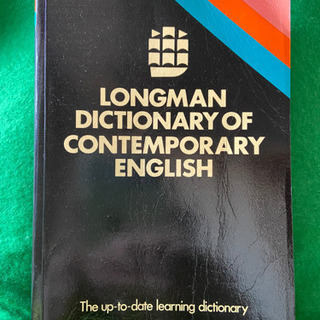 LONGMAN
DICTIONARY OF
CONTEMPORARY
ENGLISH
The up-to-date learning dictionary